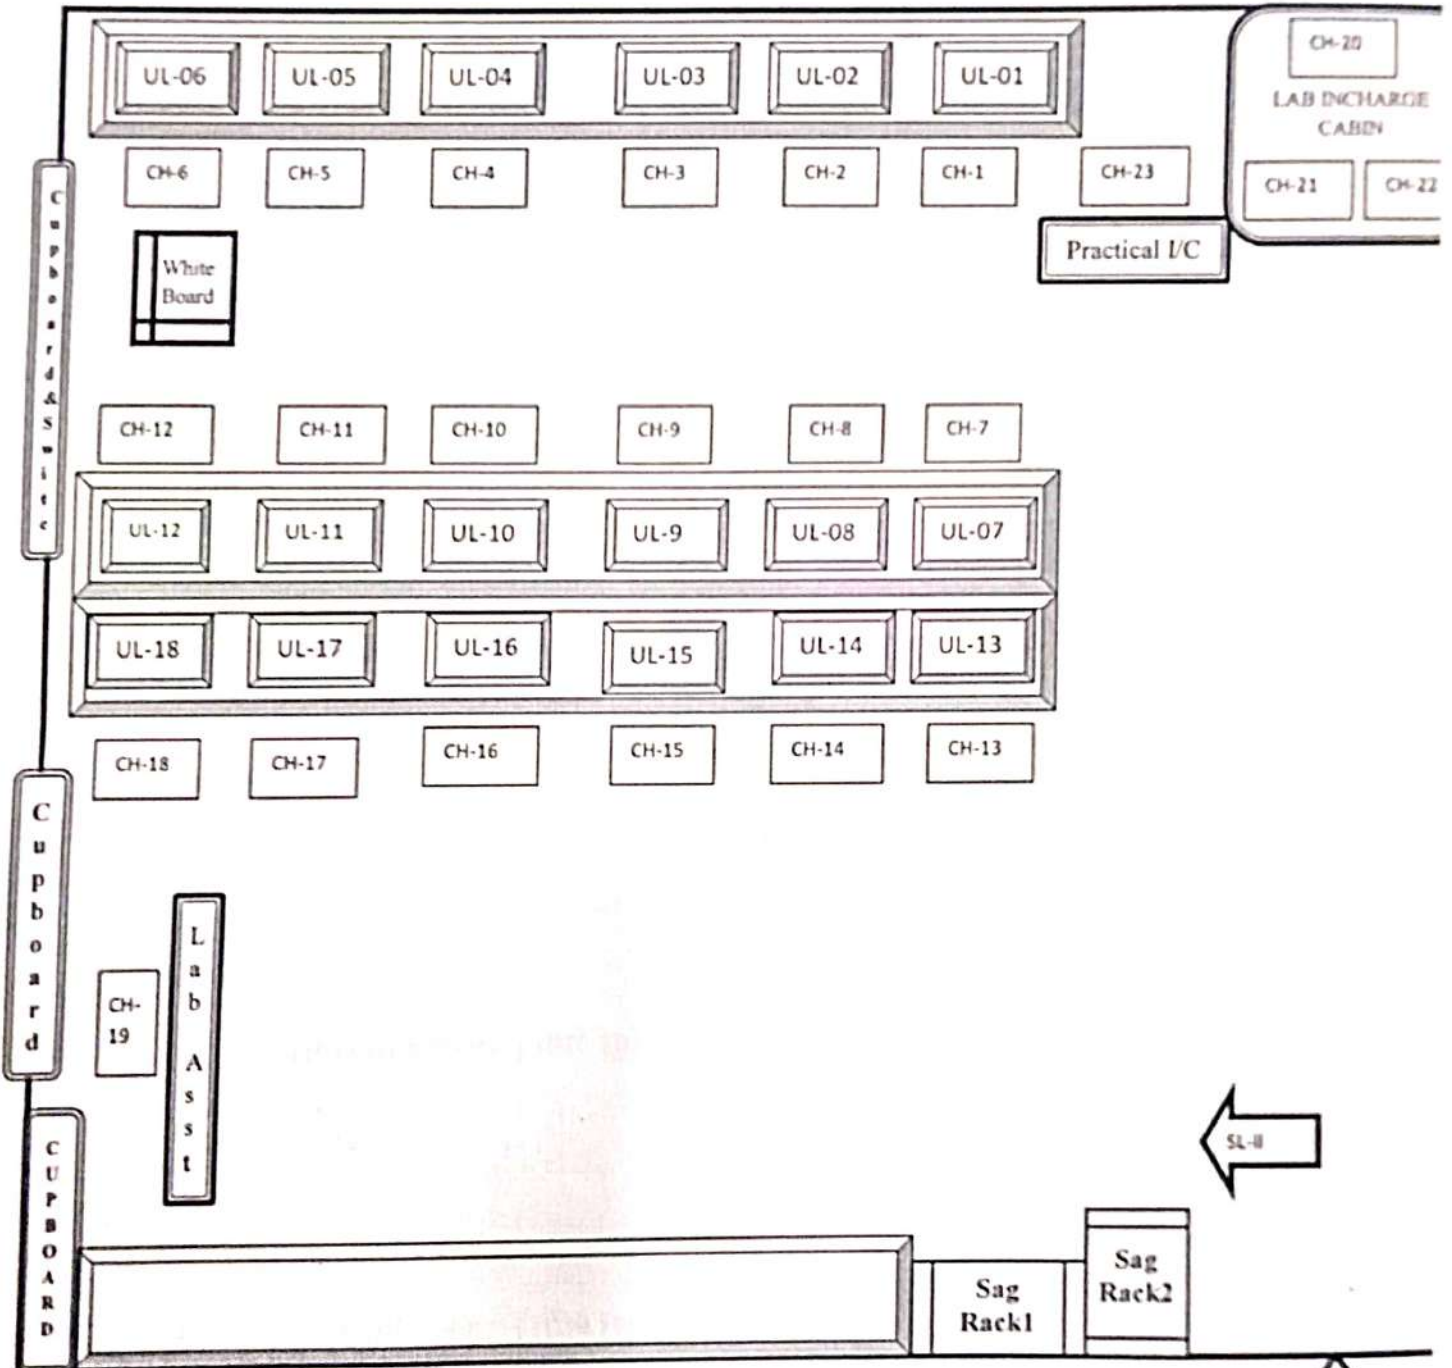 UL-06 UL-05 UL-04 UL-03 UL-02 UL-01
CH-20
LAB INCHARGE
CABIN
CH-6 CH-5 CH-4 CH-3 CH-2 CH-1 CH-23
CH-21 CH-22
Practical I/C
White
Board
Cupboard&Switc
CH-12 CH-11 CH-10 CH-9 CH-8 CH-7
UL-12 UL-11 UL-10 UL-9 UL-08 UL-07
UL-18 UL-17 UL-16 UL-15 UL-14 UL-13
CH-18 CH-17 CH-16 CH-15 CH-14 CH-13
Cupboard
CH-
19
Lab Asst
SL-II
CUPBOARD
Sag
Rack1
Sag
Rack2